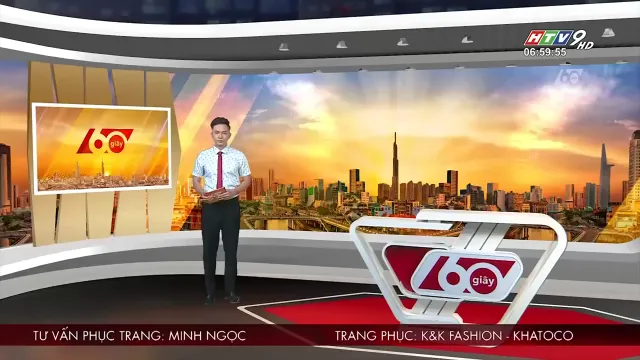 HTV9 HD
06:59:55
60 giây
60
60 giây
TƯ VẤN PHỤC TRANG: MINH NGỌC
TRANG PHỤC: K&K FASHION - KHATOCO